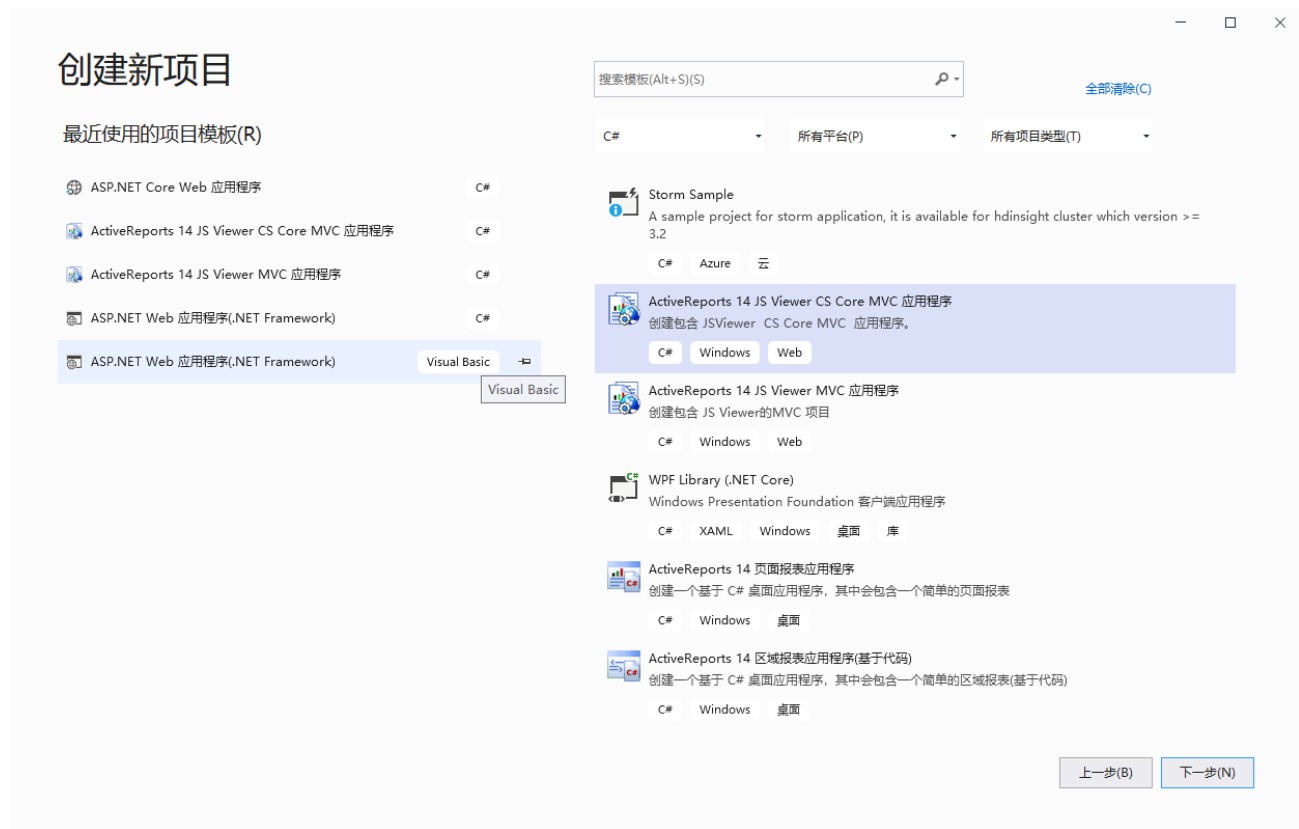 创建新项目
最近使用的项目模板(R)
ASP.NET Core Web 应用程序 C#
ActiveReports 14 JS Viewer CS Core MVC 应用程序 C#
ActiveReports 14 JS Viewer MVC 应用程序 C#
ASP.NET Web 应用程序(.NET Framework) C#
ASP.NET Web 应用程序(.NET Framework) Visual Basic
Visual Basic
搜索模板(Alt+S)(S)
全部清除(C)
C# 所有平台(P) 所有项目类型(T)
Storm Sample
A sample project for storm application, it is available for hdinsight cluster which version >=
3.2
C# Azure 云
ActiveReports 14 JS Viewer CS Core MVC 应用程序
创建包含 JSViewer CS Core MVC 应用程序。
C# Windows Web
ActiveReports 14 JS Viewer MVC 应用程序
创建包含 JS Viewer的MVC 项目
C# Windows Web
WPF Library (.NET Core)
Windows Presentation Foundation 客户端应用程序
C# XAML Windows 桌面 库
ActiveReports 14 页面报表应用程序
创建一个基于 C# 桌面应用程序，其中会包含一个简单的页面报表
C# Windows 桌面
ActiveReports 14 区域报表应用程序(基于代码)
创建一个基于 C# 桌面应用程序，其中会包含一个简单的区域报表(基于代码)
C# Windows 桌面
上一步(B) 下一步(N)